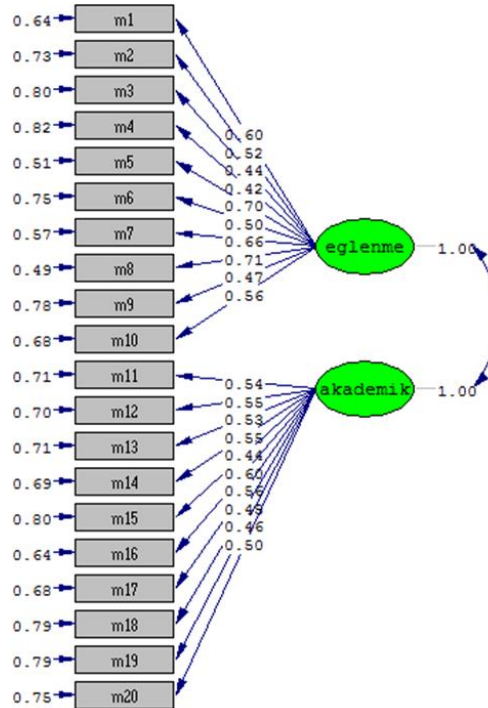 0.64 m1
0.73 m2
0.80 m3
0.82 m4
0.51 m5
0.75 m6
0.57 m7
0.49 m8
0.78 m9
0.68 m10
0.71 m11
0.70 m12
0.71 m13
0.69 m14
0.80 m15
0.64 m16
0.68 m17
0.79 m18
0.79 m19
0.75 m20
0.60
0.52
0.44
0.42
0.70
0.50
0.66
0.71
0.47
0.56
eglenme 1.00
0.54
0.55
0.53
0.55
0.44
0.60
0.56
0.49
0.46
0.50
akademik 1.00